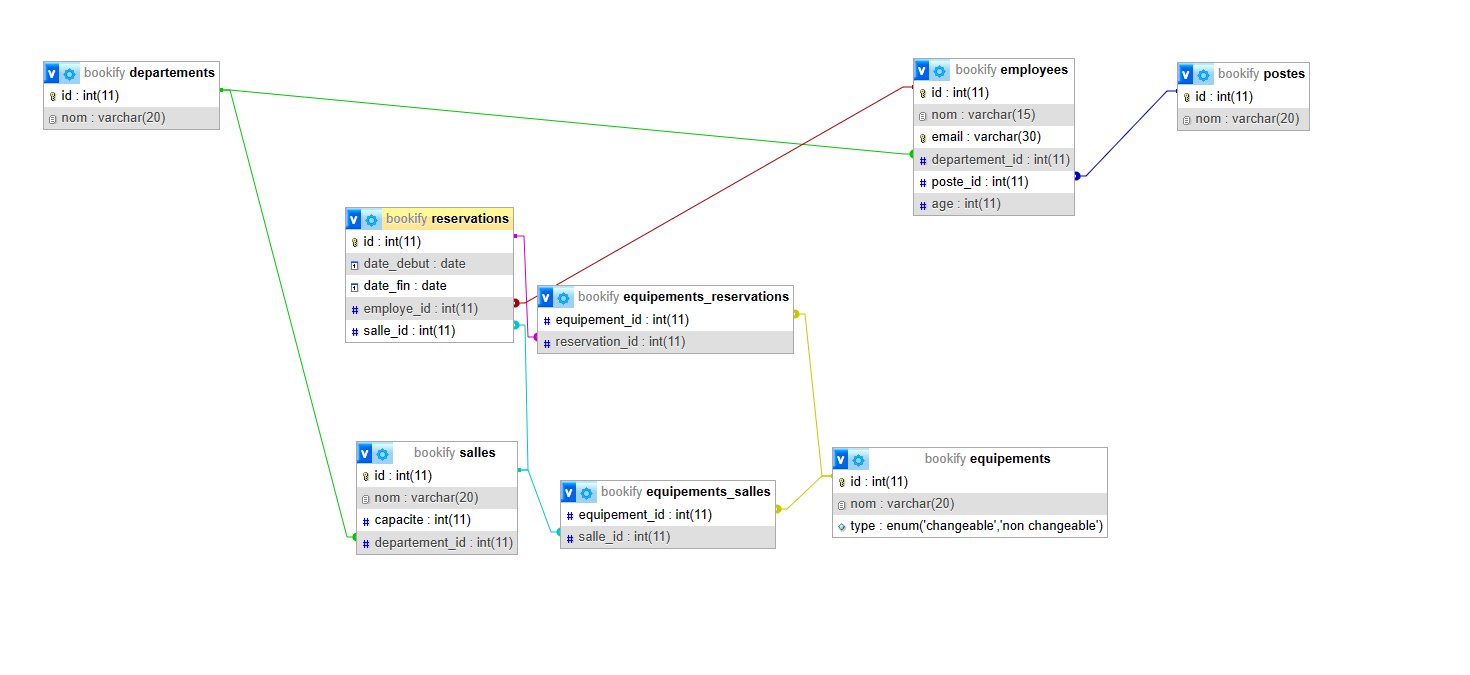 bookify departements
id : int(11)
nom : varchar(20)
bookify employees
id : int(11)
nom : varchar(15)
email : varchar(30)
departement_id : int(11)
poste_id : int(11)
age : int(11)
bookify postes
id : int(11)
nom : varchar(20)
bookify reservations
id : int(11)
date_debut : date
date_fin : date
employe_id : int(11)
salle_id : int(11)
bookify equipements_reservations
equipement_id : int(11)
reservation_id : int(11)
bookify salles
id : int(11)
nom : varchar(20)
capacite : int(11)
departement_id : int(11)
bookify equipements_salles
equipement_id : int(11)
salle_id : int(11)
bookify equipements
id : int(11)
nom : varchar(20)
type : enum('changeable','non changeable')